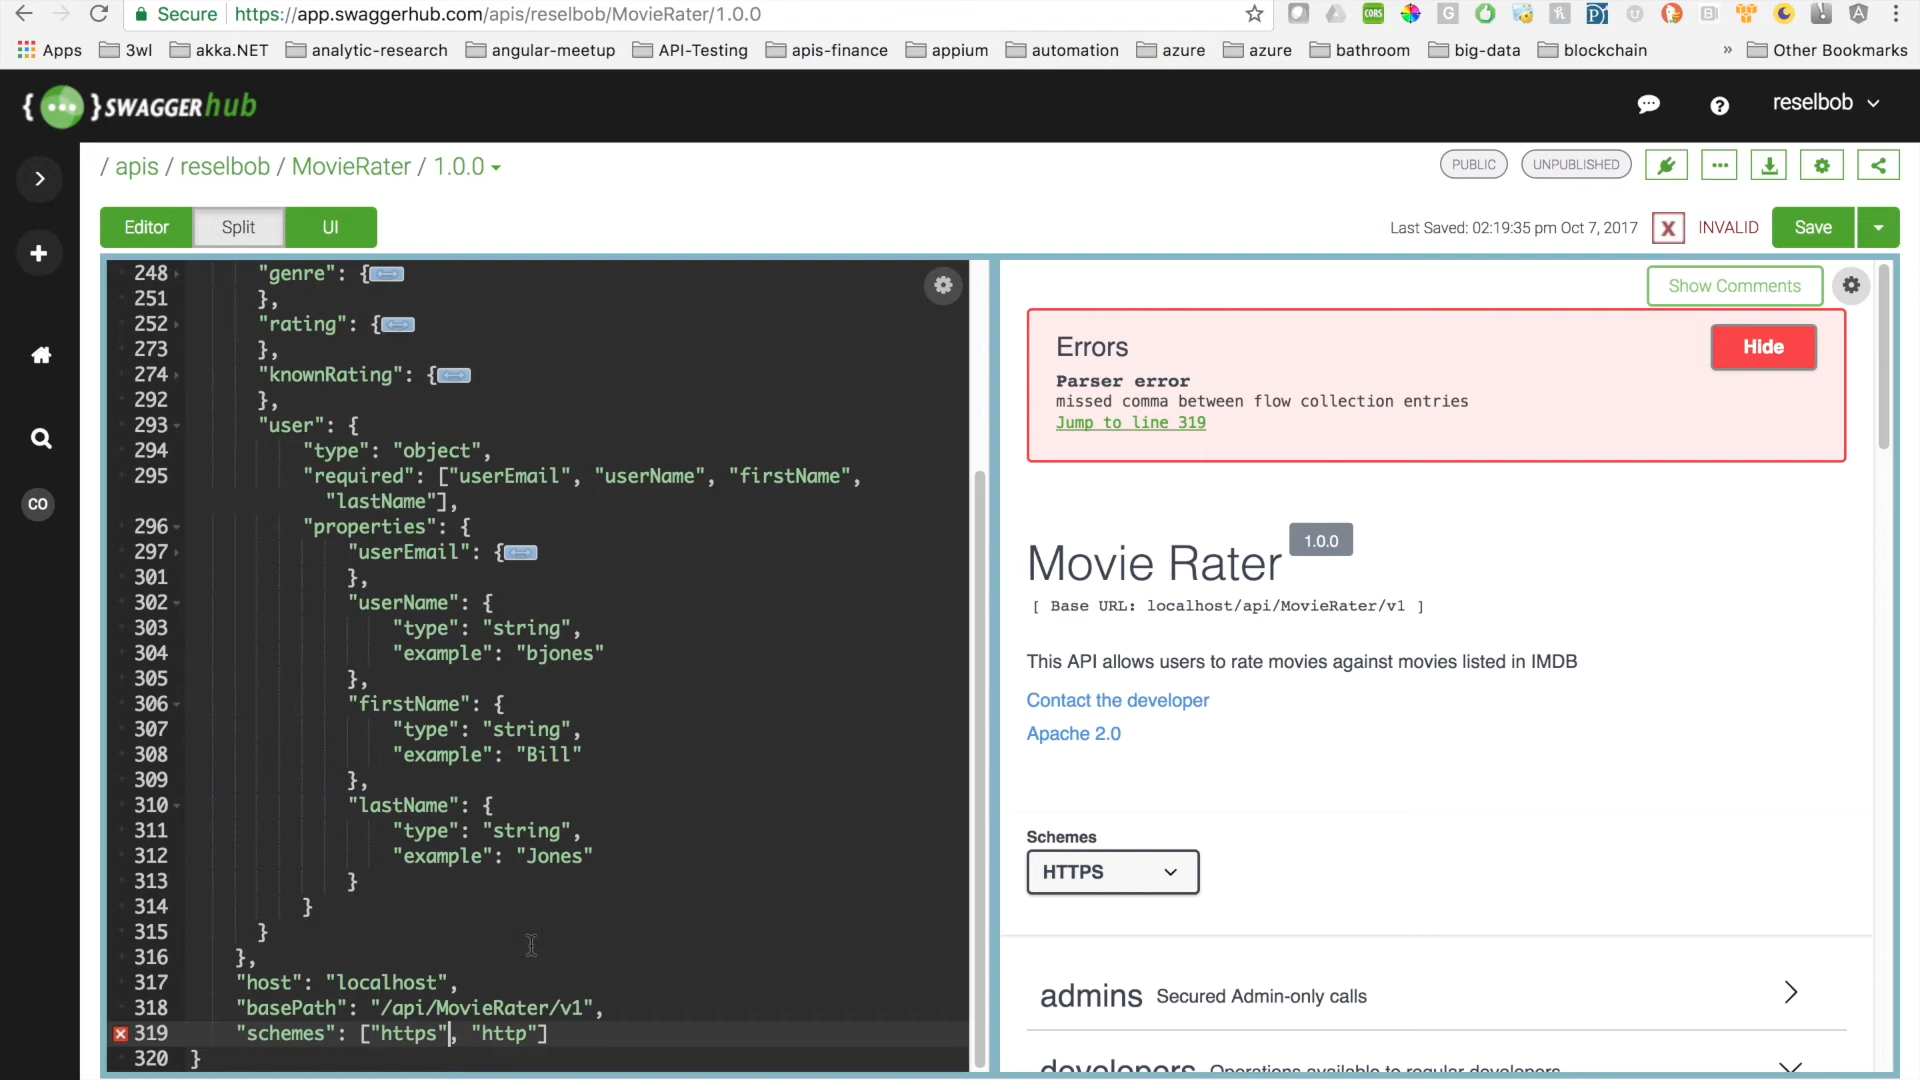 Secure https://app.swaggerhub.com/apis/reselbob/MovieRater/1.0.0
Apps 3wl akka.NET analytic-research angular-meetup API-Testing apis-finance appium automation azure azure bathroom big-data blockchain » Other Bookmarks
{ ... } SWAGGERhub
reselbob
/ apis / reselbob / MovieRater / 1.0.0
PUBLIC UNPUBLISHED
Editor Split UI
Last Saved: 02:19:35 pm Oct 7, 2017 X INVALID Save
CO
248 "genre": {
251 },
252 "rating": {
273 },
274 "knownRating": {
292 },
293 "user": {
294 "type": "object",
295 "required": ["userEmail", "userName", "firstName",
"lastName"],
296 "properties": {
297 "userEmail": {
301 },
302 "userName": {
303 "type": "string",
304 "example": "bjones"
305 },
306 "firstName": {
307 "type": "string",
308 "example": "Bill"
309 },
310 "lastName": {
311 "type": "string",
312 "example": "Jones"
313 }
314 }
315 }
316 },
317 "host": "localhost",
318 "basePath": "/api/MovieRater/v1",
319 "schemes": ["https", "http"]
320 }
Show Comments
Errors
Hide
Parser error
missed comma between flow collection entries
Jump to line 319
Movie Rater 1.0.0
[ Base URL: localhost/api/MovieRater/v1 ]
This API allows users to rate movies against movies listed in IMDB
Contact the developer
Apache 2.0
Schemes
HTTPS
admins Secured Admin-only calls
developers Operations available to regular developers